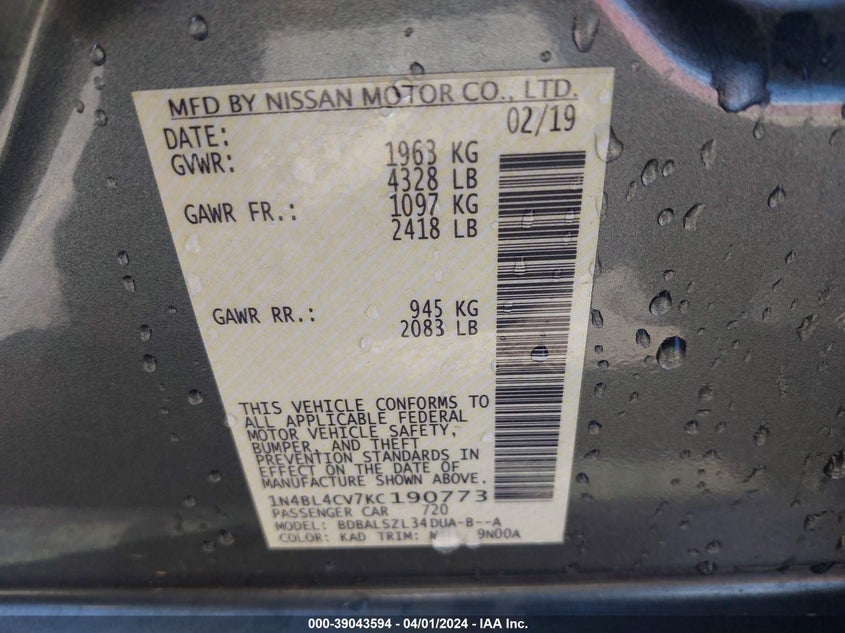 MFD BY NISSAN MOTOR CO., LTD.
DATE: 02/19
GVWR: 1963 KG
4328 LB
GAWR FR.: 1097 KG
2418 LB
GAWR RR.: 945 KG
2083 LB
THIS VEHICLE CONFORMS TO
ALL APPLICABLE FEDERAL
MOTOR VEHICLE SAFETY,
BUMPER, AND THEFT
PREVENTION STANDARDS IN
EFFECT ON THE DATE OF
MANUFACTURE SHOWN ABOVE.
1N4BL4CV7KC190773
PASSENGER CAR 720
MODEL: BDBALSZL34DUA-B--A
COLOR: KAD TRIM: 9N00A
000-39043594 - 04/01/2024 - IAA Inc.